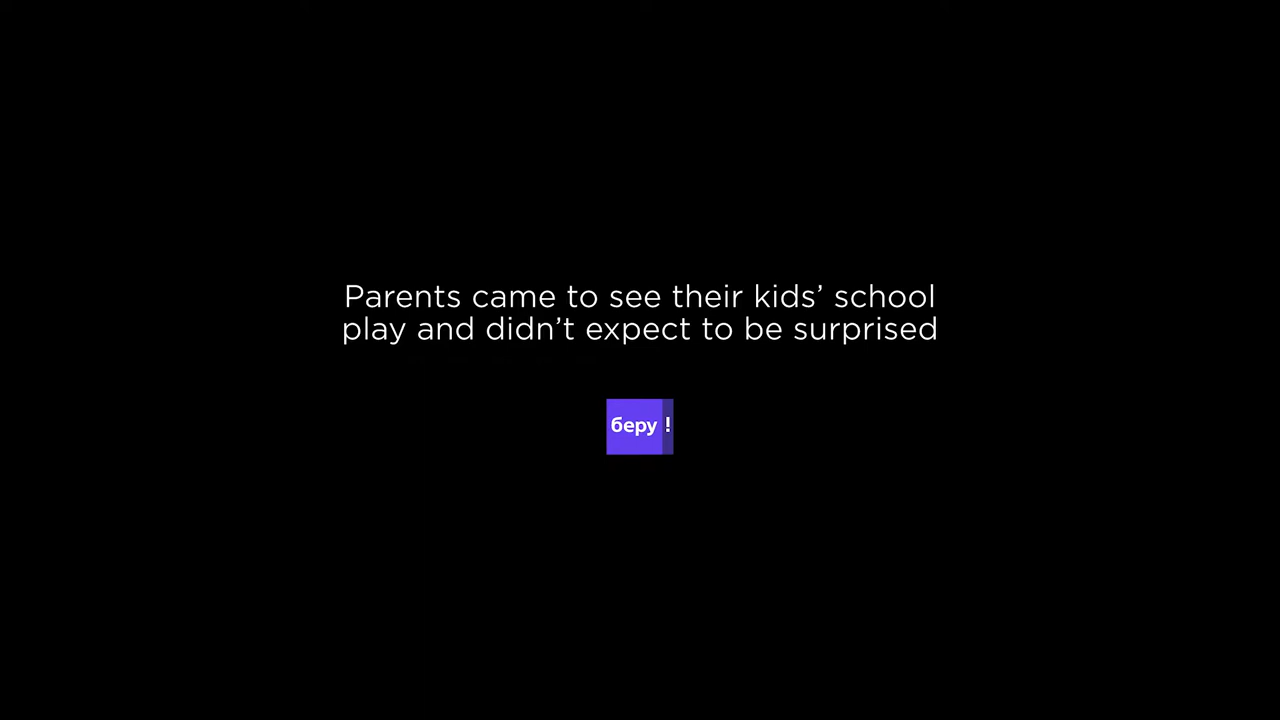 Parents came to see their kids’ school
play and didn’t expect to be surprised
беру !